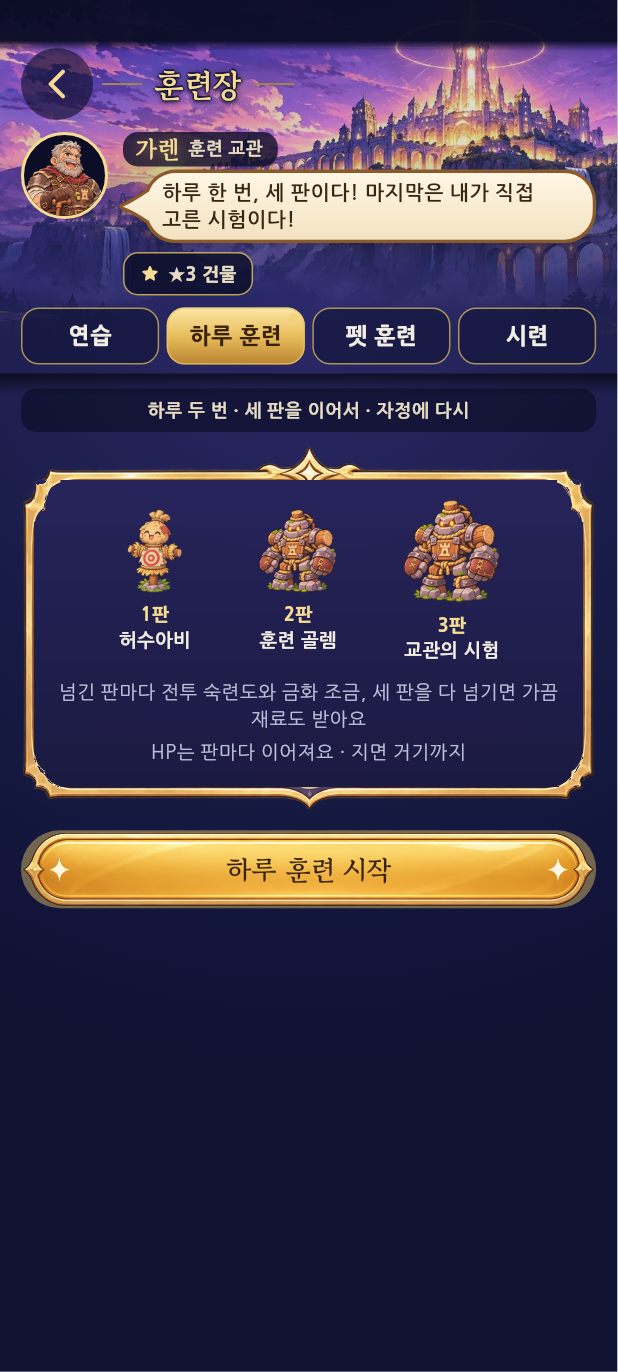 훈련장
가렌 훈련 교관
하루 한 번, 세 판이다! 마지막은 내가 직접
고른 시험이다!
★3 건물
연습
하루 훈련
펫 훈련
시련
하루 두 번 · 세 판을 이어서 · 자정에 다시
1판
허수아비
2판
훈련 골렘
3판
교관의 시험
넘긴 판마다 전투 숙련도와 금화 조금, 세 판을 다 넘기면 가끔
재료도 받아요
HP는 판마다 이어져요 · 지면 거기까지
하루 훈련 시작